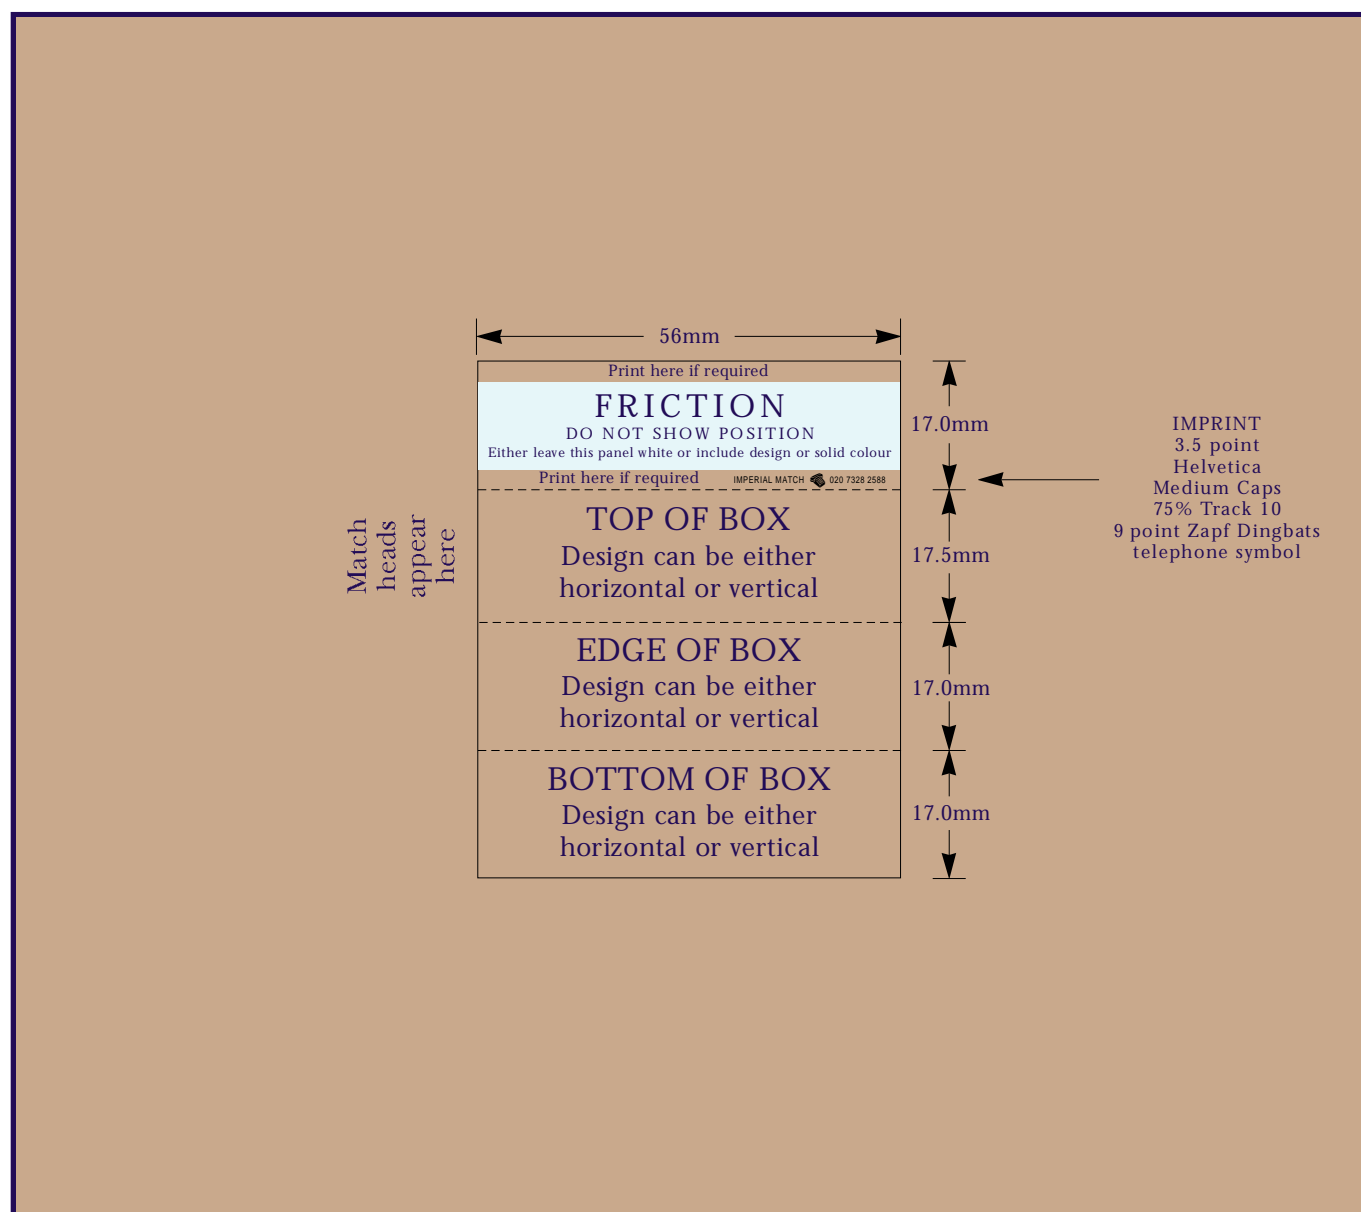 56mm
Print here if required
FRICTION
DO NOT SHOW POSITION
Either leave this panel white or include design or solid colour
Print here if required
IMPERIAL MATCH 020 7328 2588
17.0mm
IMPRINT
3.5 point
Helvetica
Medium Caps
75% Track 10
9 point Zapf Dingbats
telephone symbol
Match
heads
appear
here
TOP OF BOX
Design can be either
horizontal or vertical
17.5mm
EDGE OF BOX
Design can be either
horizontal or vertical
17.0mm
BOTTOM OF BOX
Design can be either
horizontal or vertical
17.0mm